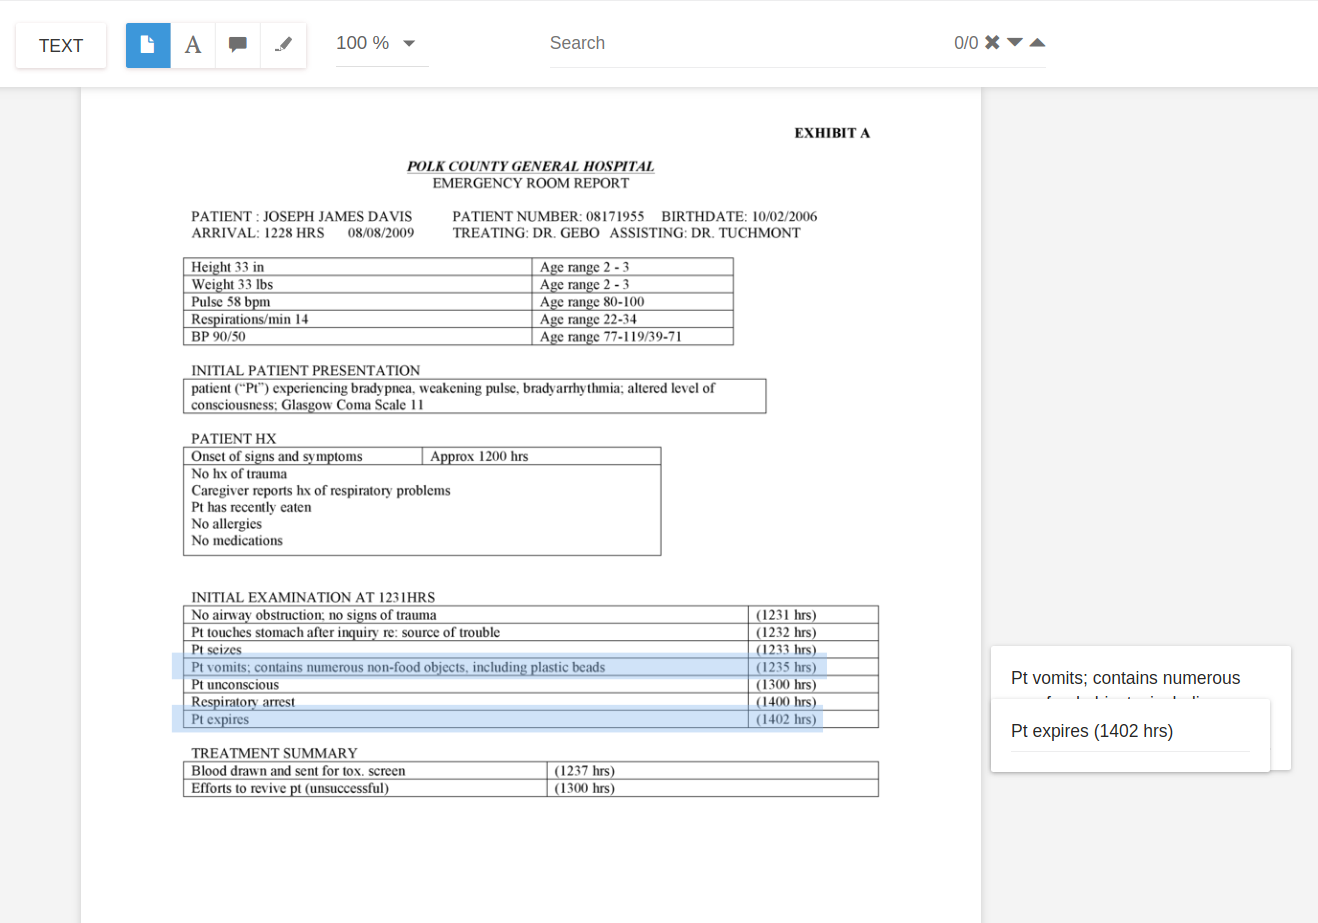 TEXT A 100 % Search 0/0
EXHIBIT A
POLK COUNTY GENERAL HOSPITAL
EMERGENCY ROOM REPORT
PATIENT : JOSEPH JAMES DAVIS PATIENT NUMBER: 08171955 BIRTHDATE: 10/02/2006
ARRIVAL: 1228 HRS 08/08/2009 TREATING: DR. GEBO ASSISTING: DR. TUCHMONT
Height 33 in Age range 2 - 3
Weight 33 lbs Age range 2 - 3
Pulse 58 bpm Age range 80-100
Respirations/min 14 Age range 22-34
BP 90/50 Age range 77-119/39-71
INITIAL PATIENT PRESENTATION
patient (“Pt”) experiencing bradypnea, weakening pulse, bradyarrhythmia; altered level of
consciousness; Glasgow Coma Scale 11
PATIENT HX
Onset of signs and symptoms Approx 1200 hrs
No hx of trauma
Caregiver reports hx of respiratory problems
Pt has recently eaten
No allergies
No medications
INITIAL EXAMINATION AT 1231HRS
No airway obstruction; no signs of trauma (1231 hrs)
Pt touches stomach after inquiry re: source of trouble (1232 hrs)
Pt seizes (1233 hrs)
Pt vomits; contains numerous non-food objects, including plastic beads (1235 hrs)
Pt unconscious (1300 hrs)
Respiratory arrest (1400 hrs)
Pt expires (1402 hrs)
TREATMENT SUMMARY
Blood drawn and sent for tox. screen (1237 hrs)
Efforts to revive pt (unsuccessful) (1300 hrs)
Pt vomits; contains numerous
Pt expires (1402 hrs)